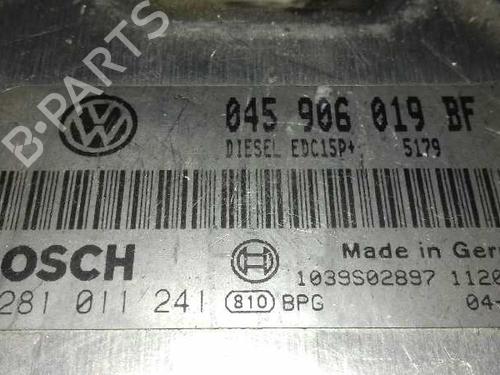 B-PARTS
045 906 019 BF
DIESEL EDC15P+ 5179
OSCH
Made in Ger
1039S02897 1120
281 011 241 810 BPG 04